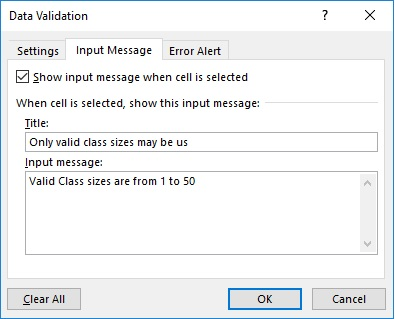 Data Validation
?
Settings
Input Message
Error Alert
Show input message when cell is selected
When cell is selected, show this input message:
Title:
Only valid class sizes may be us
Input message:
Valid Class sizes are from 1 to 50
Clear All
OK
Cancel